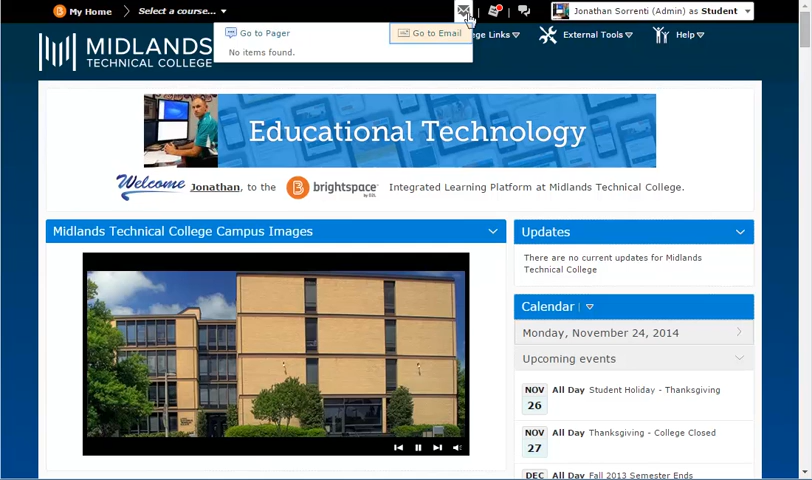 My Home
Select a course...
Jonathan Sorrenti (Admin) as Student
Go to Pager
Go to Email
No items found.
ege Links
External Tools
Help
MIDLANDS
TECHNICAL COLLEGE
Educational Technology
Welcome Jonathan, to the brightspace by D2L Integrated Learning Platform at Midlands Technical College.
Midlands Technical College Campus Images
Updates
There are no current updates for Midlands
Technical College
Calendar
Monday, November 24, 2014
Upcoming events
NOV
26
All Day Student Holiday - Thanksgiving
NOV
27
All Day Thanksgiving - College Closed
DEC
All Day Fall 2013 Semester Ends